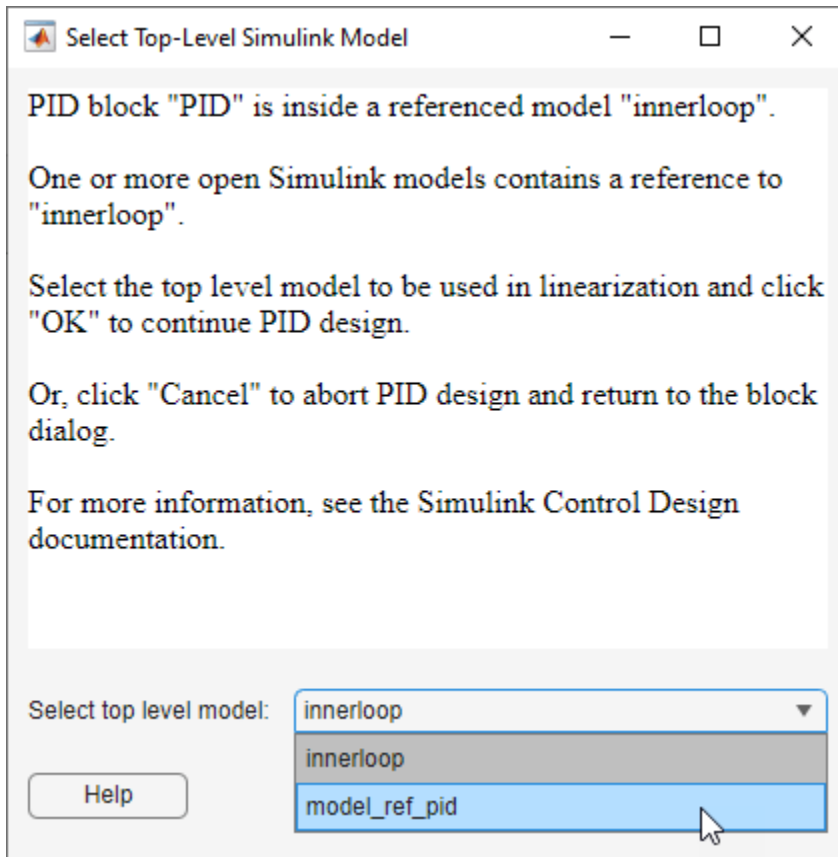 Select Top-Level Simulink Model
PID block "PID" is inside a referenced model "innerloop".
One or more open Simulink models contains a reference to
"innerloop".
Select the top level model to be used in linearization and click
"OK" to continue PID design.
Or, click "Cancel" to abort PID design and return to the block
dialog.
For more information, see the Simulink Control Design
documentation.
Select top level model: innerloop
innerloop
Help
model_ref_pid